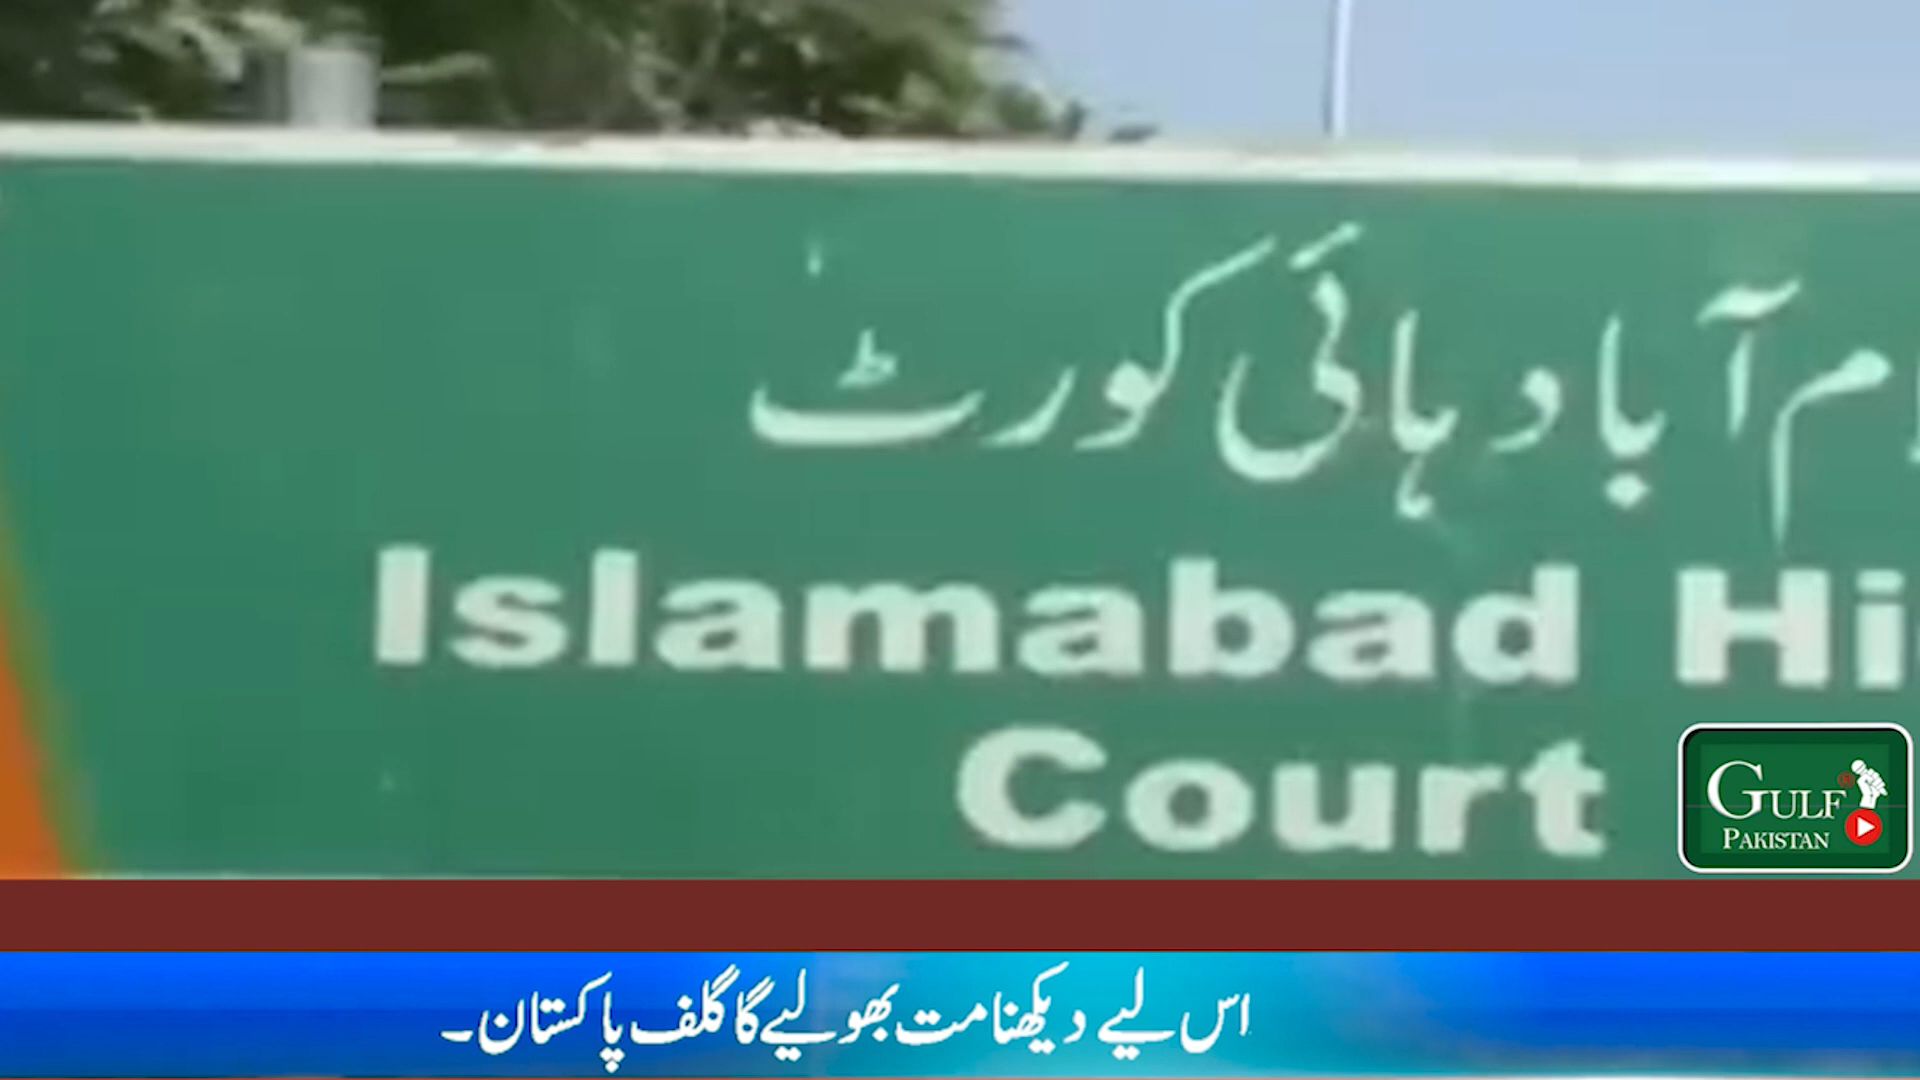 ام آباد ہائی کورٹ
Islamabad Hi
Court
GULF®
PAKISTAN
اس لیے دیکھنا مت بھولیے گا گلف پاکستان۔